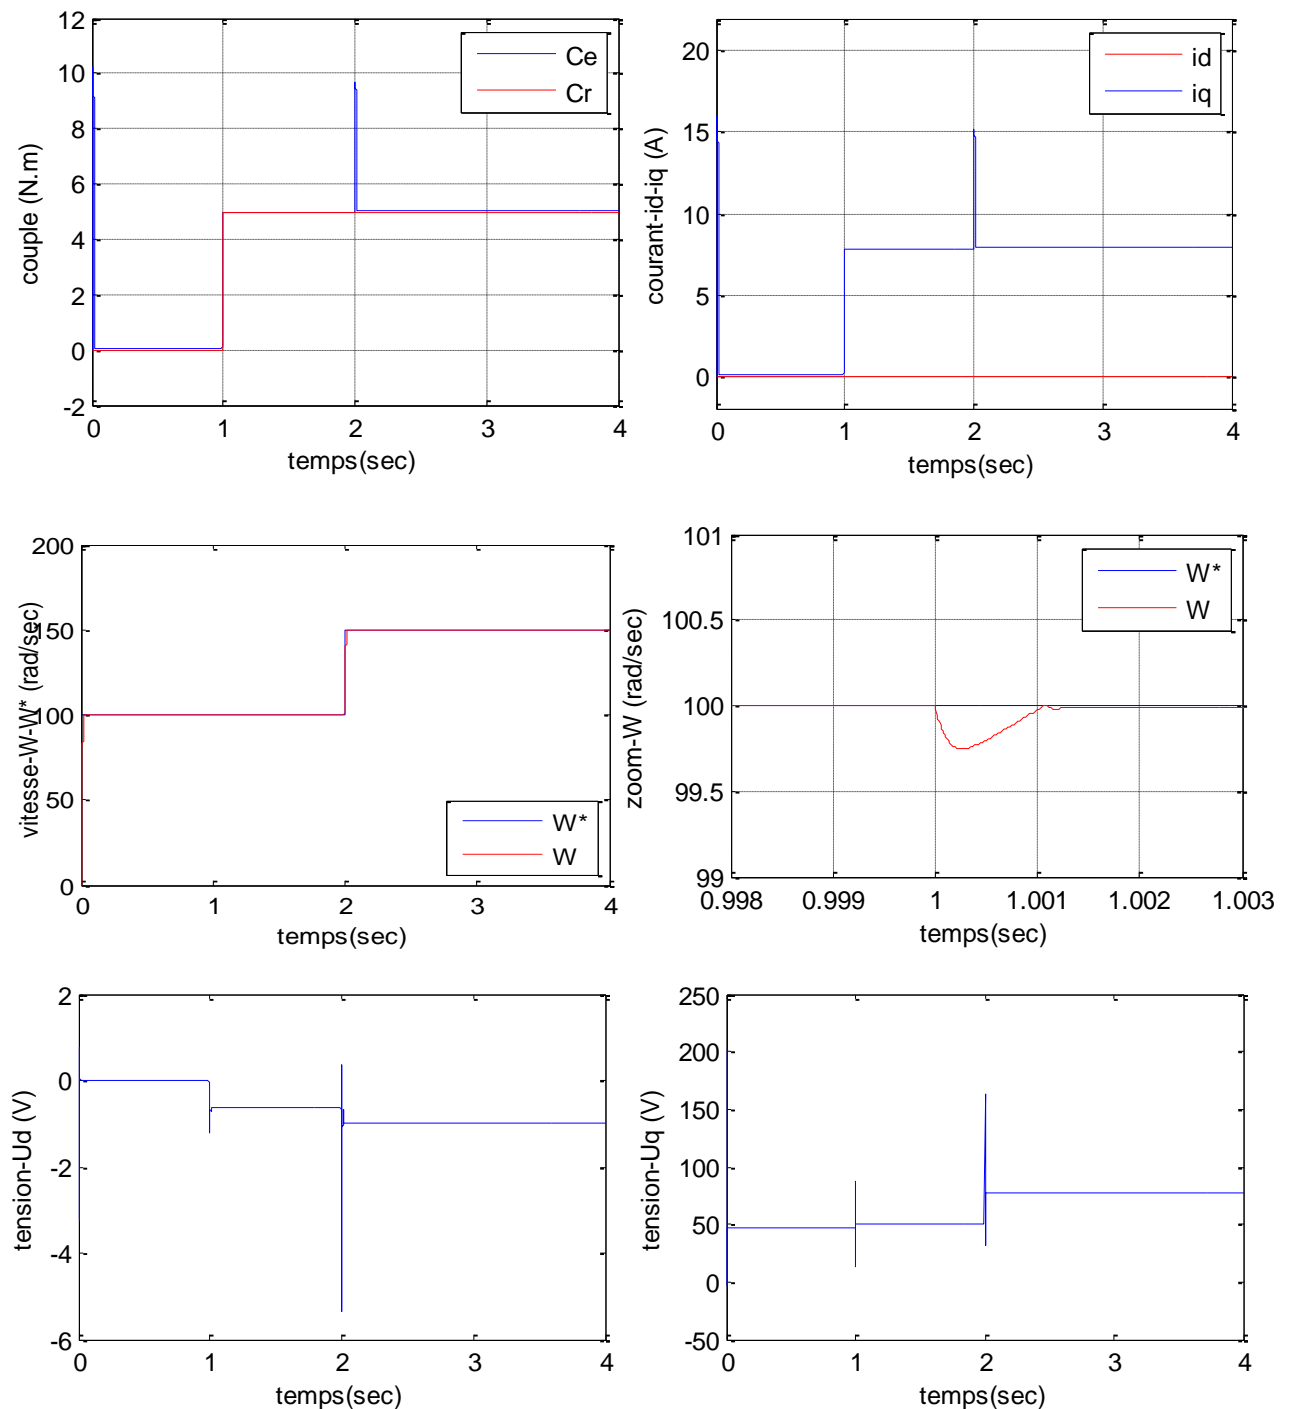 12
10
8
6
4
2
0
-2
couple (N.m)
Ce
Cr
0 1 2 3 4
temps(sec)
20
15
10
5
0
courant-id-iq (A)
id
iq
0 1 2 3 4
temps(sec)
200
150
100
50
0
vitesse-W-W* (rad/sec)
W*
W
0 1 2 3 4
temps(sec)
101
100.5
100
99.5
99
zoom-W (rad/sec)
W*
W
0.998 0.999 1 1.001 1.002 1.003
temps(sec)
2
0
-2
-4
-6
tension-Ud (V)
0 1 2 3 4
temps(sec)
250
200
150
100
50
0
-50
tension-Uq (V)
0 1 2 3 4
temps(sec)